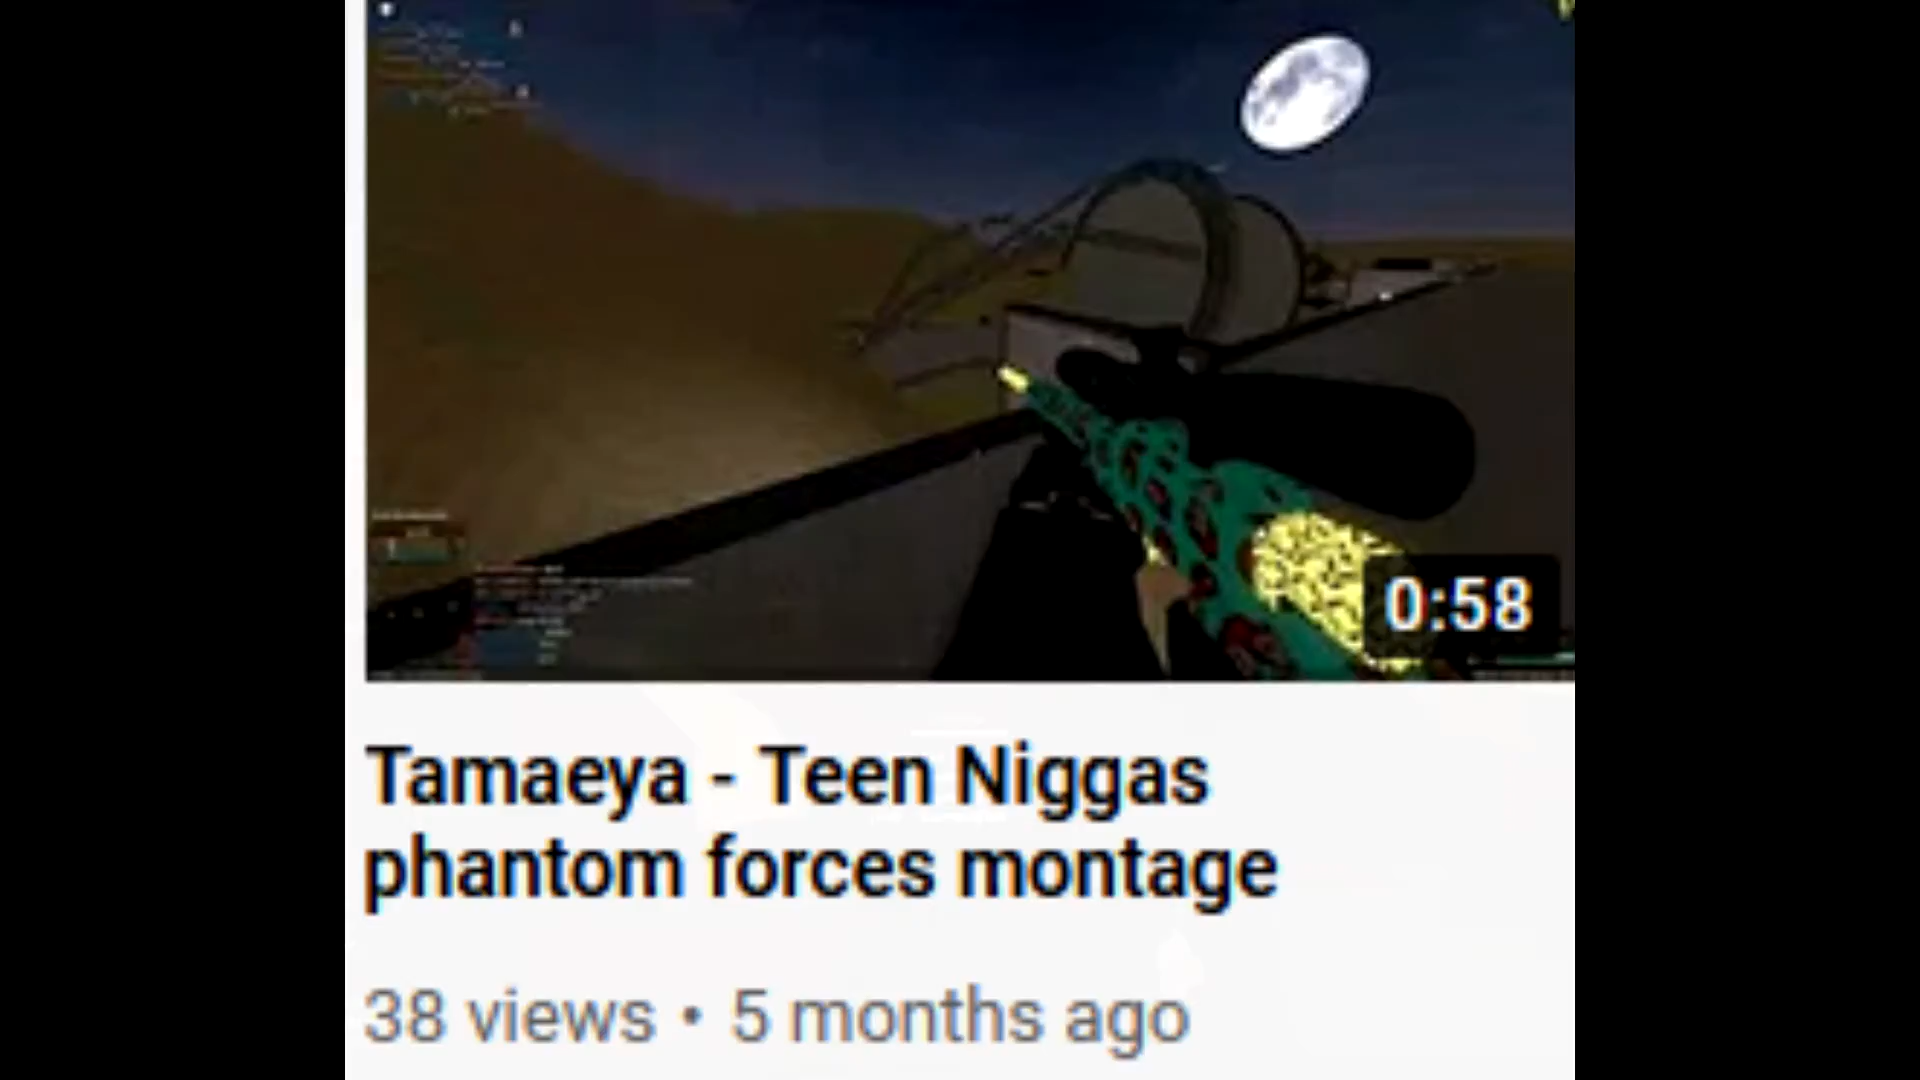 0:58
Tamaeya - Teen Niggas
phantom forces montage
38 views • 5 months ago